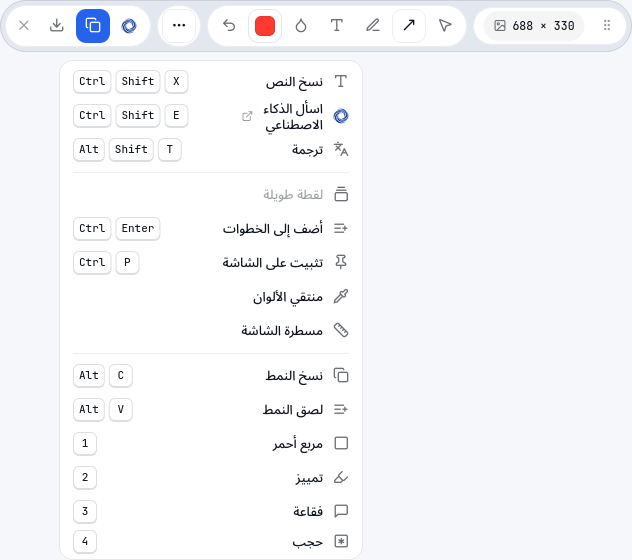 688 × 330
نسخ النص
Ctrl Shift X
اسأل الذكاء
الاصطناعي
Ctrl Shift E
ترجمة
Alt Shift T
لقطة طويلة
أضف إلى الخطوات
Ctrl Enter
تثبيت على الشاشة
Ctrl P
منتقي الألوان
مسطرة الشاشة
نسخ النمط
Alt C
لصق النمط
Alt V
مربع أحمر
1
تمييز
2
فقاعة
3
حجب
4